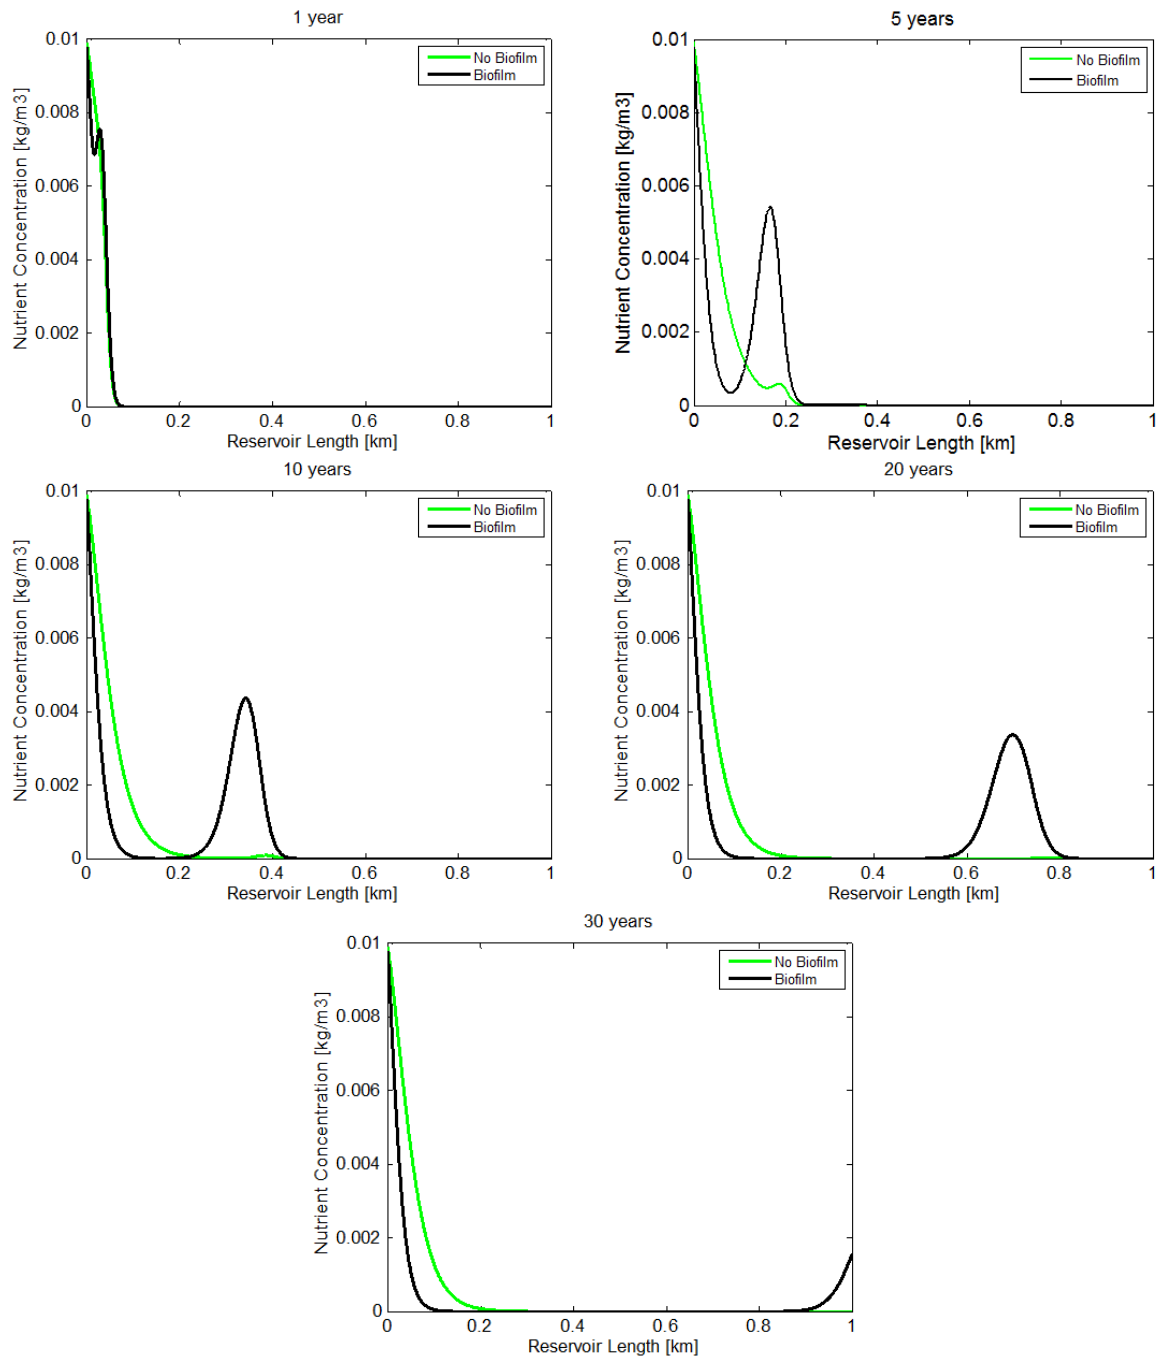 1 year
0.01
0.008
0.006
0.004
0.002
0
0 0.2 0.4 0.6 0.8 1
Nutrient Concentration [kg/m3]
Reservoir Length [km]
No Biofilm
Biofilm
5 years
0.01
0.008
0.006
0.004
0.002
0
0 0.2 0.4 0.6 0.8 1
Nutrient Concentration [kg/m3]
Reservoir Length [km]
No Biofilm
Biofilm
10 years
0.01
0.008
0.006
0.004
0.002
0
0 0.2 0.4 0.6 0.8 1
Nutrient Concentration [kg/m3]
Reservoir Length [km]
No Biofilm
Biofilm
20 years
0.01
0.008
0.006
0.004
0.002
0
0 0.2 0.4 0.6 0.8 1
Nutrient Concentration [kg/m3]
Reservoir Length [km]
No Biofilm
Biofilm
30 years
0.01
0.008
0.006
0.004
0.002
0
0 0.2 0.4 0.6 0.8 1
Nutrient Concentration [kg/m3]
Reservoir Length [km]
No Biofilm
Biofilm